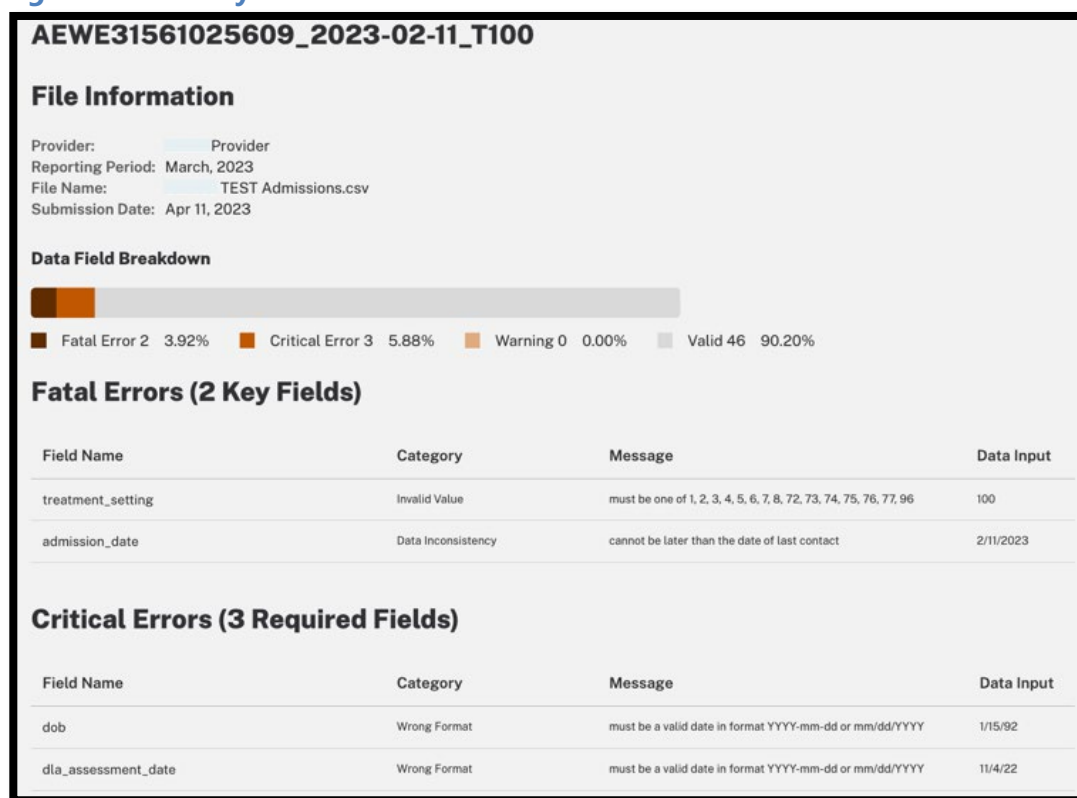 AEWE31561025609_2023-02-11_T100
File Information
Provider: Provider
Reporting Period: March, 2023
File Name: TEST Admissions.csv
Submission Date: Apr 11, 2023
Data Field Breakdown
Fatal Error 2 3.92% Critical Error 3 5.88% Warning 0 0.00% Valid 46 90.20%
Fatal Errors (2 Key Fields)
Field Name Category Message Data Input
treatment_setting Invalid Value must be one of 1, 2, 3, 4, 5, 6, 7, 8, 72, 73, 74, 75, 76, 77, 96 100
admission_date Data Inconsistency cannot be later than the date of last contact 2/11/2023
Critical Errors (3 Required Fields)
Field Name Category Message Data Input
dob Wrong Format must be a valid date in format YYYY-mm-dd or mm/dd/YYYY 1/15/92
dla_assessment_date Wrong Format must be a valid date in format YYYY-mm-dd or mm/dd/YYYY 11/4/22